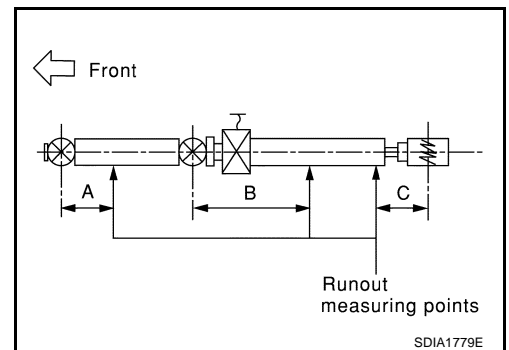 Front
A
B
C
Runout
measuring points
SDIA1779E